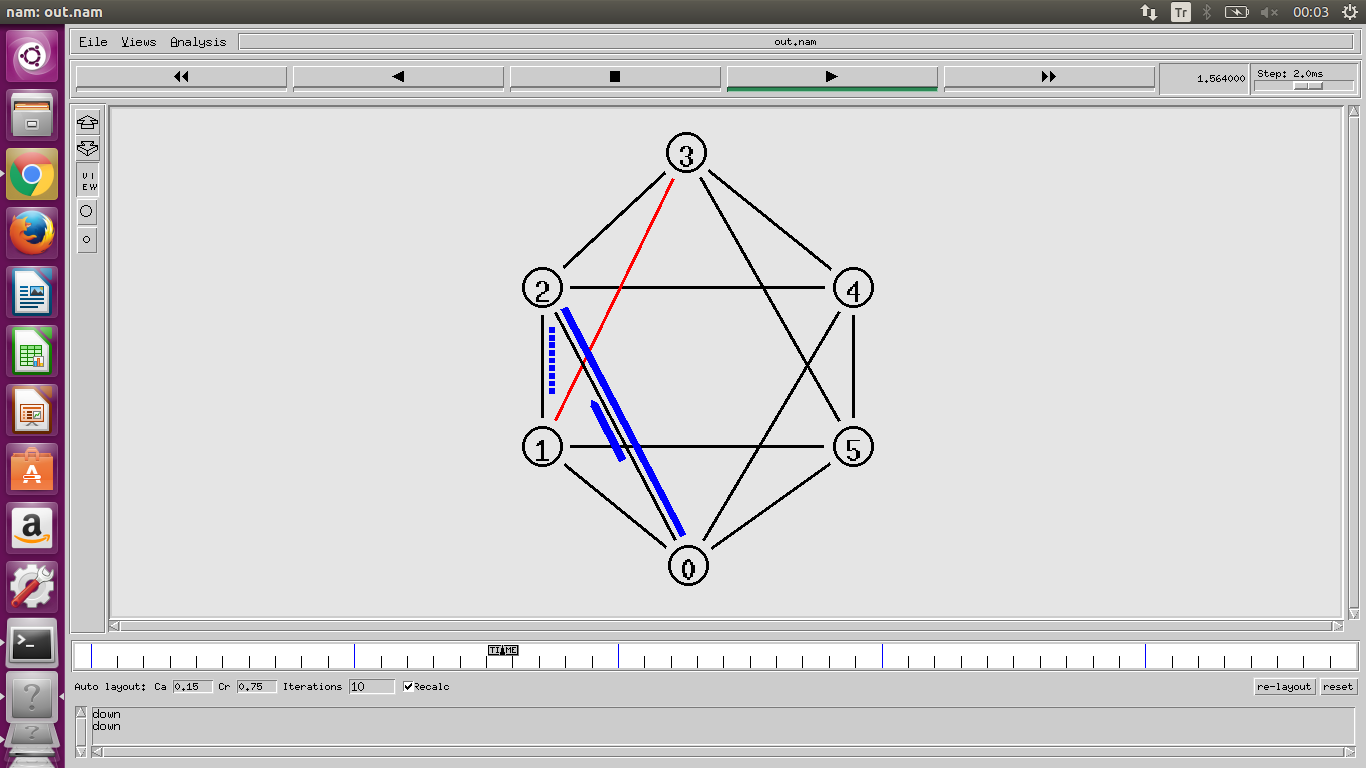 nam: out.nam
Tr
00:03
File Views Analysis
out.nam
1.564000
Step: 2.0ms
VI
EW
3
2
4
1
5
0
TIME
Auto layout: Ca 0.15 Cr 0.75 Iterations 10 Recalc
re-layout
reset
down
down